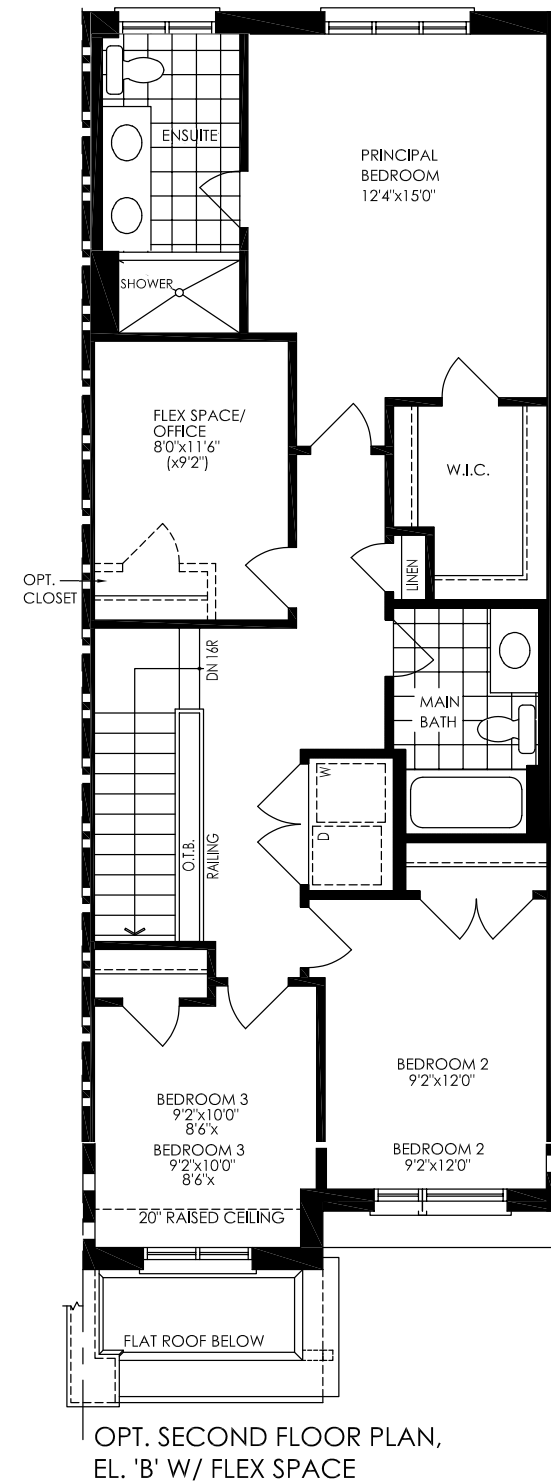 ENSUITE
PRINCIPAL
BEDROOM
12'4"x15'0"
SHOWER
FLEX SPACE/
OFFICE
8'0"x11'6"
(x9'2")
W.I.C.
LINEN
OPT.
CLOSET
DN 16R
MAIN
BATH
W
D
O.T.B.
RAILING
BEDROOM 2
9'2"x12'0"
BEDROOM 3
9'2"x10'0"
8'6"x
BEDROOM 3
9'2"x10'0"
8'6"x
BEDROOM 2
9'2"x12'0"
20" RAISED CEILING
FLAT ROOF BELOW
OPT. SECOND FLOOR PLAN,
EL. 'B' W/ FLEX SPACE